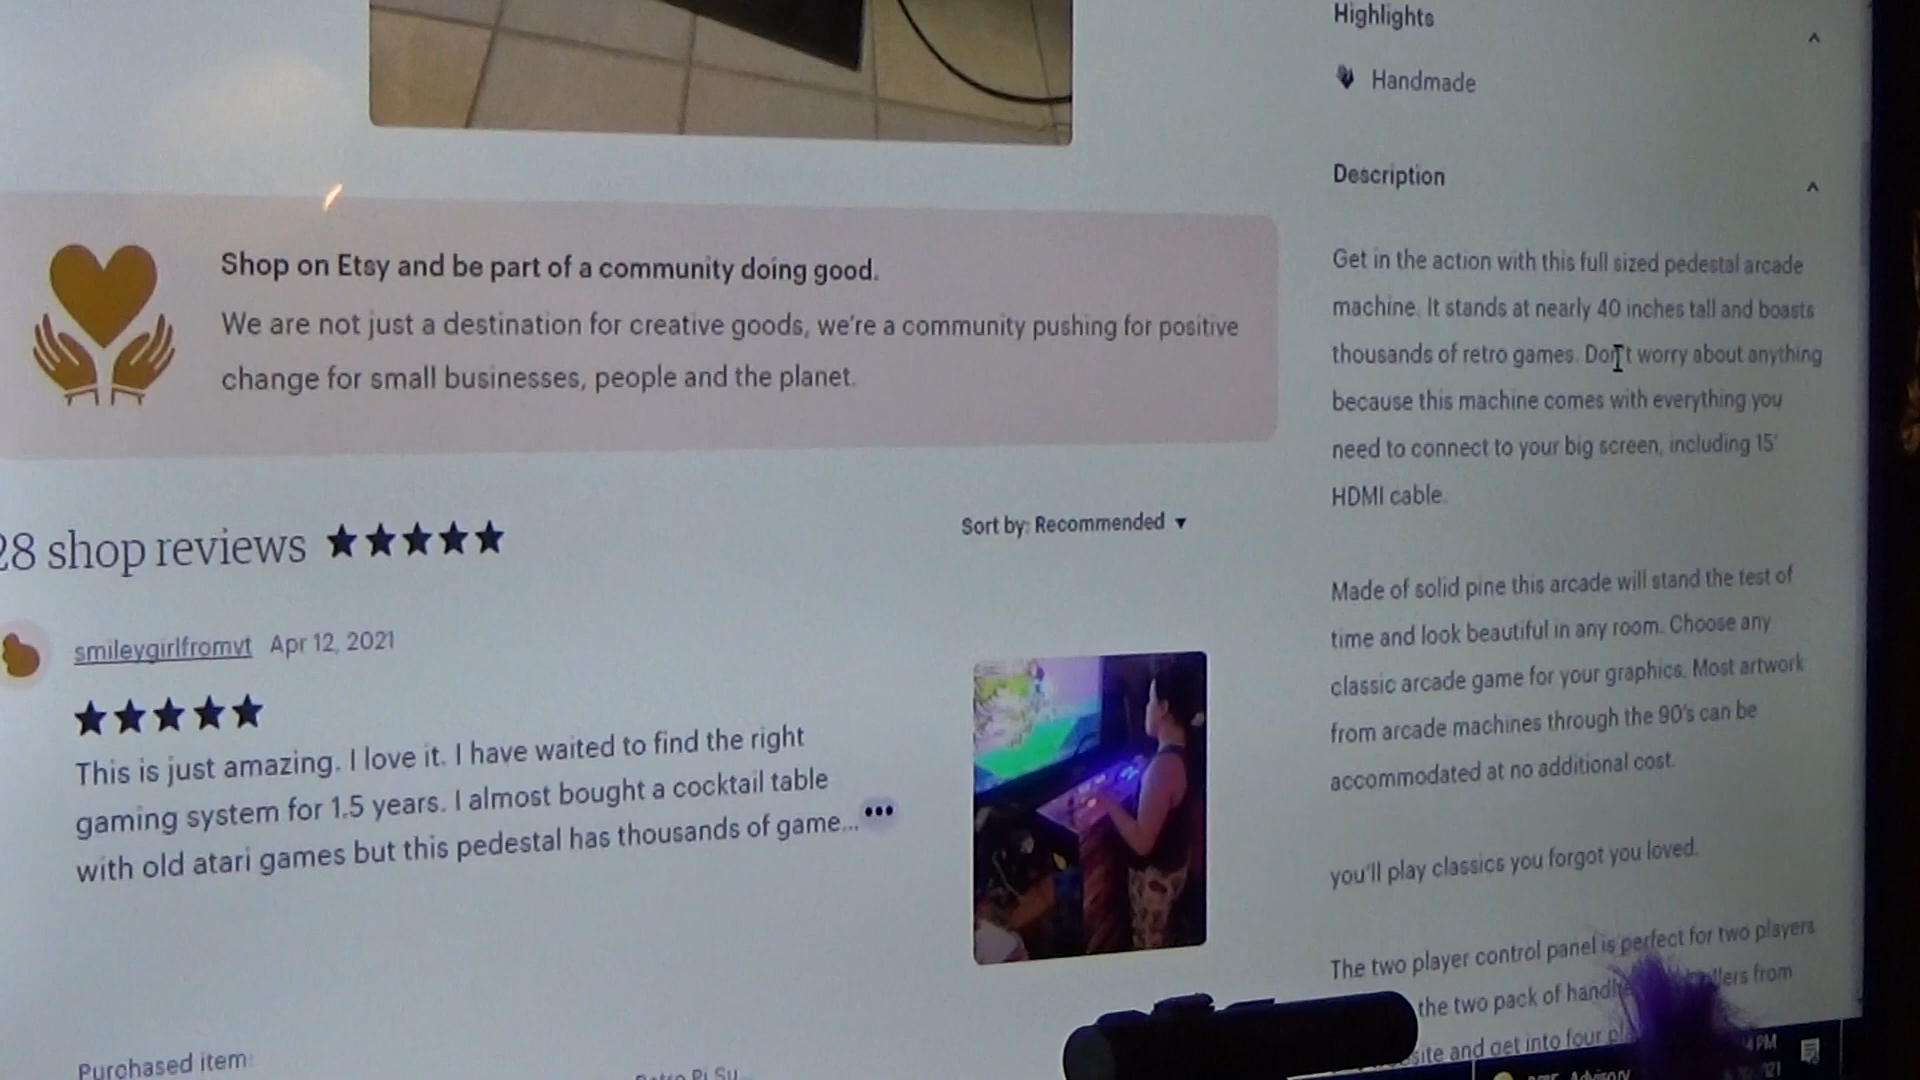 Highlights
Handmade
Description
Get in the action with this full sized pedestal arcade
machine. It stands at nearly 40 inches tall and boasts
thousands of retro games. Don't worry about anything
because this machine comes with everything you
need to connect to your big screen, including 15'
HDMI cable.
Made of solid pine this arcade will stand the test of
time and look beautiful in any room. Choose any
classic arcade game for your graphics. Most artwork
from arcade machines through the 90's can be
accommodated at no additional cost.
you'll play classics you forgot you loved.
The two player control panel is perfect for two players
the two pack of
from
and get into four
Shop on Etsy and be part of a community doing good.
We are not just a destination for creative goods, we're a community pushing for positive
change for small businesses, people and the planet.
28 shop reviews
Sort by: Recommended
smileygirlfromvt Apr 12, 2021
This is just amazing. I love it. I have waited to find the right
gaming system for 1.5 years. I almost bought a cocktail table
with old atari games but this pedestal has thousands of game...
Purchased item:
Advisory
PM